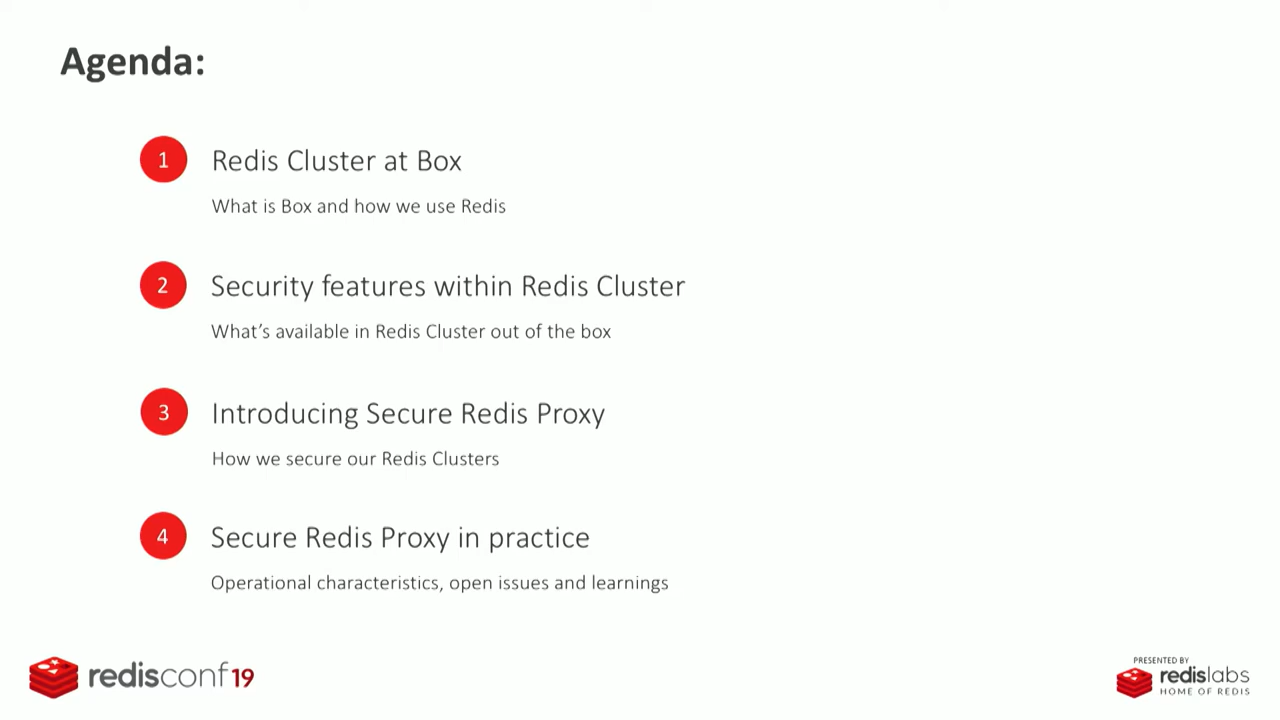 Agenda:
1
Redis Cluster at Box
What is Box and how we use Redis
2
Security features within Redis Cluster
What’s available in Redis Cluster out of the box
3
Introducing Secure Redis Proxy
How we secure our Redis Clusters
4
Secure Redis Proxy in practice
Operational characteristics, open issues and learnings
redisconf19
PRESENTED BY
redislabs
HOME OF REDIS